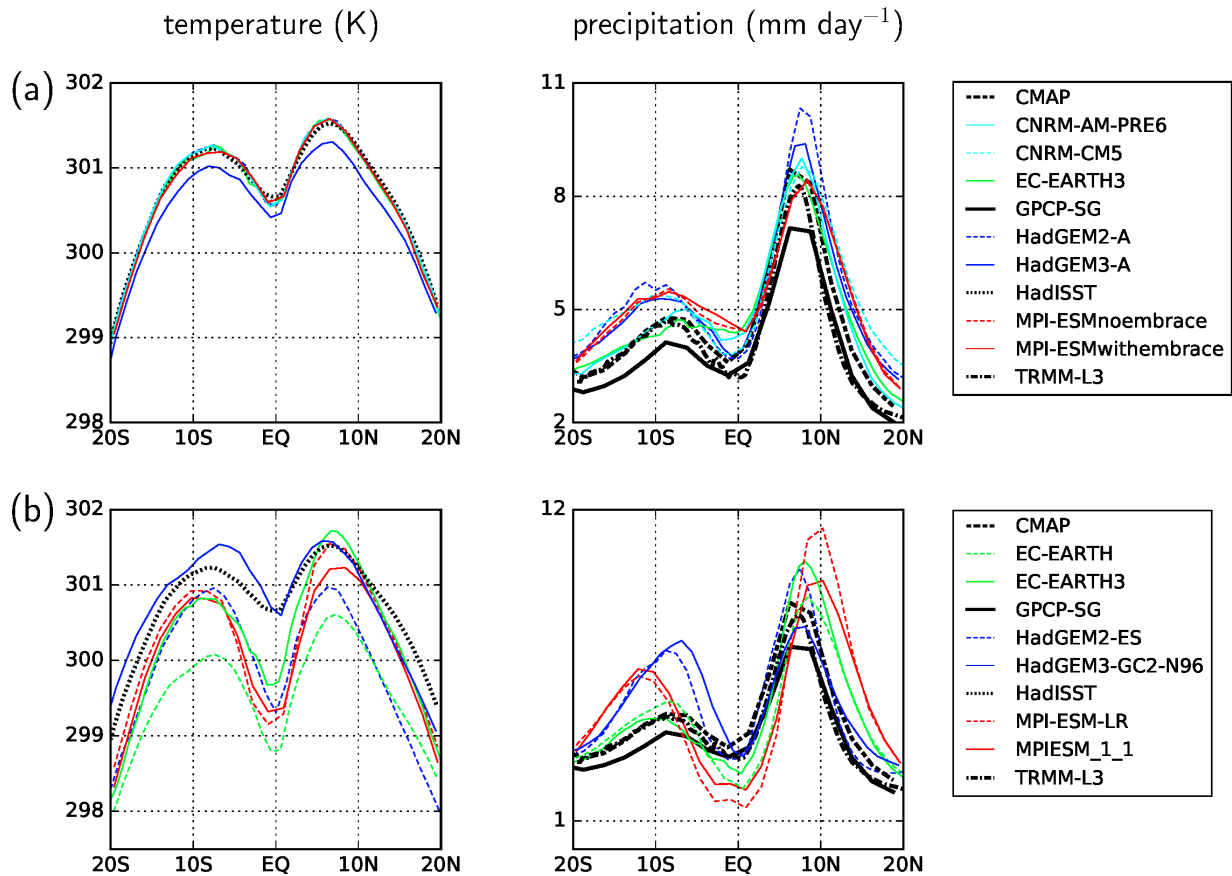 temperature (K)
precipitation (mm day⁻¹)
(a)
302
301
300
299
298
20S 10S EQ 10N 20N
11
8
5
2
20S 10S EQ 10N 20N
CMAP
CNRM-AM-PRE6
CNRM-CM5
EC-EARTH3
GPCP-SG
HadGEM2-A
HadGEM3-A
HadISST
MPI-ESMnoembrace
MPI-ESMwithembrace
TRMM-L3
(b)
302
301
300
299
298
20S 10S EQ 10N 20N
12
1
20S 10S EQ 10N 20N
CMAP
EC-EARTH
EC-EARTH3
GPCP-SG
HadGEM2-ES
HadGEM3-GC2-N96
HadISST
MPI-ESM-LR
MPIESM_1_1
TRMM-L3